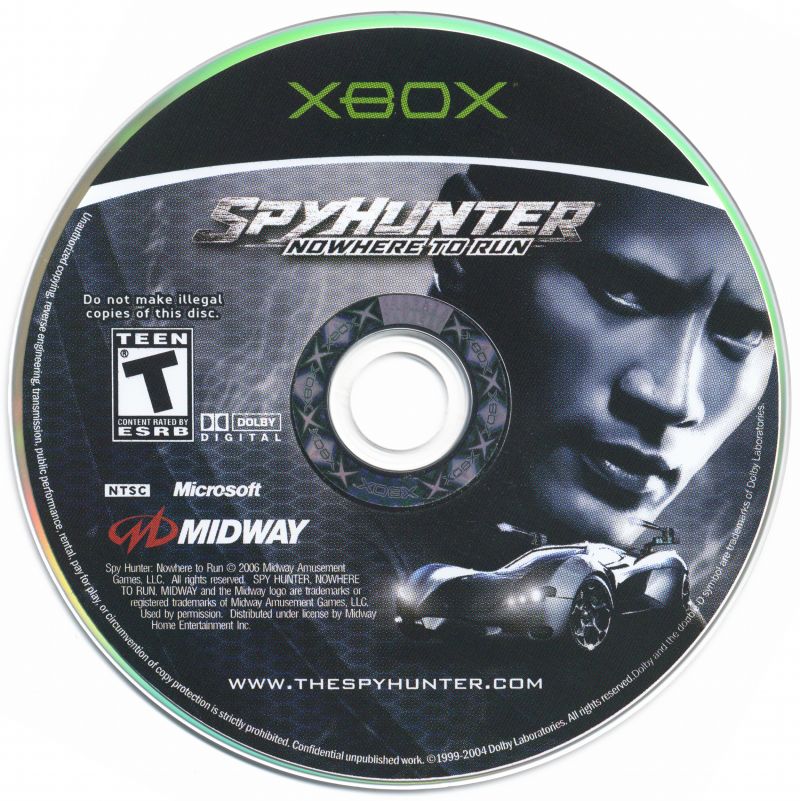 XBOX™
SPYHUNTER
NOWHERE TO RUN
Do not make illegal
copies of this disc.
TEEN
T®
CONTENT RATED BY
ESRB
DOLBY
DIGITAL
NTSC
Microsoft
MIDWAY
Spy Hunter: Nowhere to Run © 2006 Midway Amusement
Games, LLC. All rights reserved. SPY HUNTER, NOWHERE
TO RUN, MIDWAY and the Midway logo are trademarks or
registered trademarks of Midway Amusement Games, LLC.
Used by permission. Distributed under license by Midway
Home Entertainment Inc.
WWW.THESPYHUNTER.COM
Unauthorized copying, reverse engineering, transmission, public performance, rental, pay for play, or circumvention of copy protection is strictly prohibited. Confidential unpublished work. ©1999-2004 Dolby Laboratories. All rights reserved. Dolby and the double-D symbol are trademarks of Dolby Laboratories.
XBOX